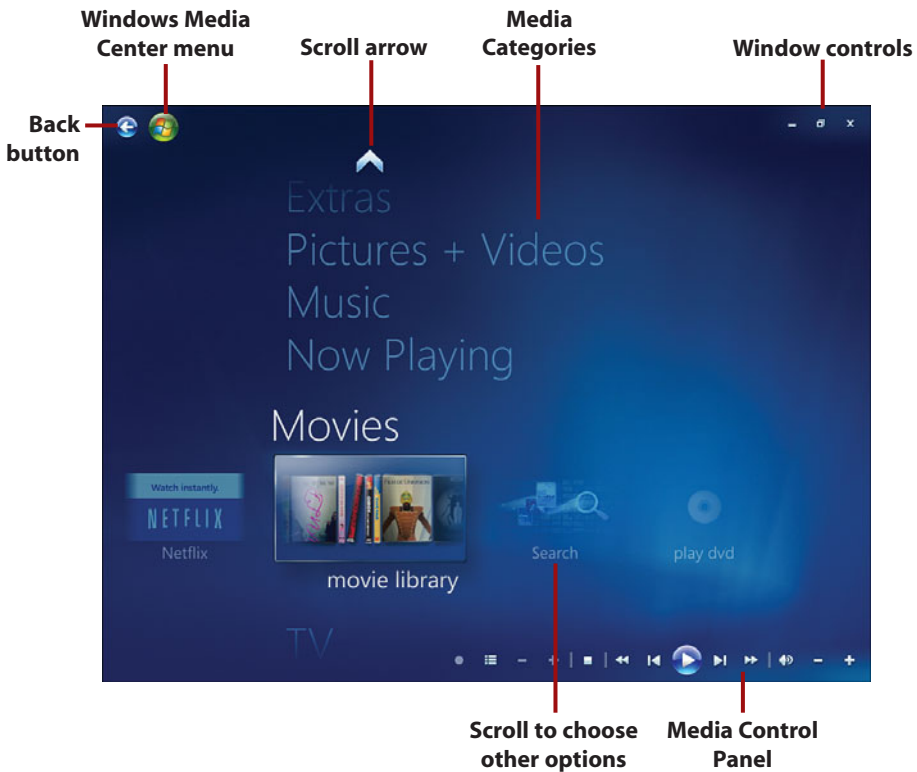 Windows Media
Center menu
Scroll arrow
Media
Categories
Window controls
Back
button
Extras
Pictures + Videos
Music
Now Playing
Movies
Watch instantly.
NETFLIX
Netflix
movie library
Search
play dvd
TV
Scroll to choose
other options
Media Control
Panel